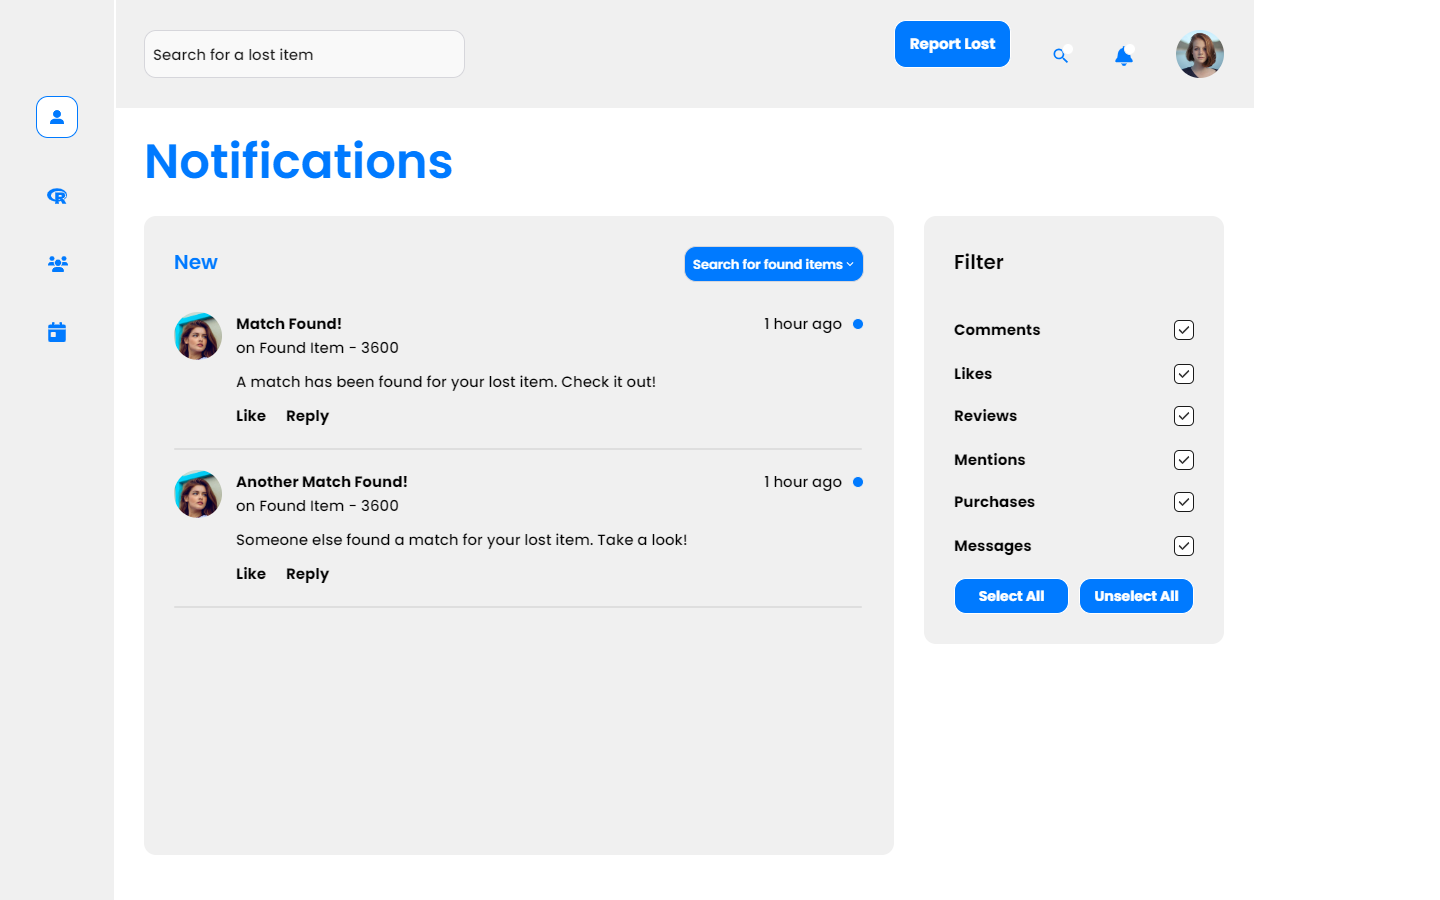 Search for a lost item
Report Lost
Notifications
New
Search for found items
Match Found!
1 hour ago
on Found Item - 3600
A match has been found for your lost item. Check it out!
Like Reply
Another Match Found!
1 hour ago
on Found Item - 3600
Someone else found a match for your lost item. Take a look!
Like Reply
Filter
Comments
Likes
Reviews
Mentions
Purchases
Messages
Select All
Unselect All